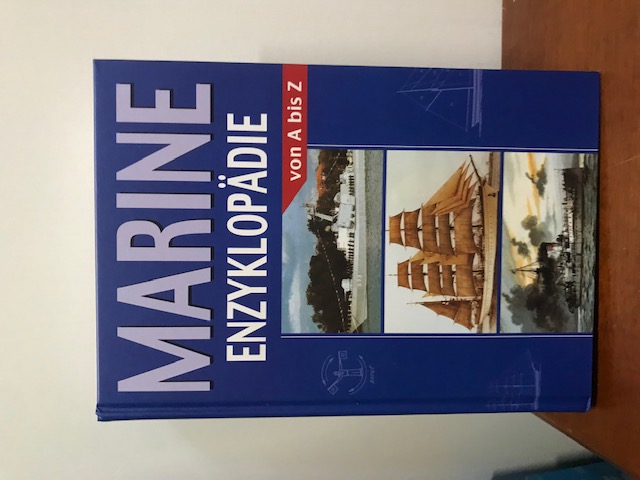 MARINE
ENZYKLOPÄDIE
von A bis Z